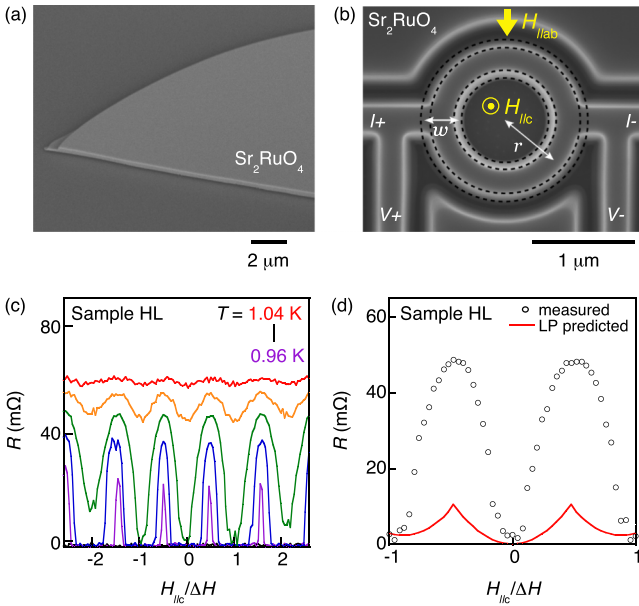 (a)
Sr₂RuO₄
2 μm
(b)
Sr₂RuO₄
H//ab
H//c
I+
I-
w
r
V+
V-
1 μm
(c)
Sample HL
T = 1.04 K
0.96 K
80
40
0
R (mΩ)
-2
-1
0
1
2
H//c/ΔH
(d)
Sample HL
measured
LP predicted
60
40
20
0
R (mΩ)
-1
0
1
H//c/ΔH